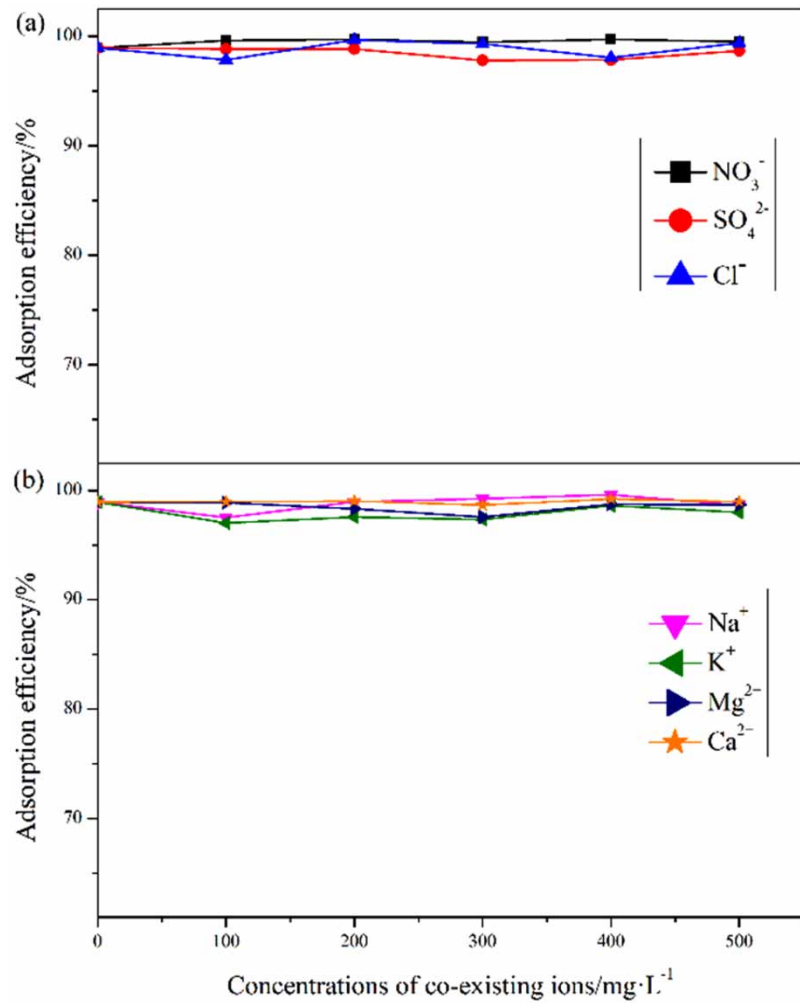 (a)
100
90
80
70
Adsorption efficiency/%
NO₃⁻
SO₄²⁻
Cl⁻
(b)
100
90
80
70
Adsorption efficiency/%
Na⁺
K⁺
Mg²⁻
Ca²⁻
0 100 200 300 400 500
Concentrations of co-existing ions/mg·L⁻¹